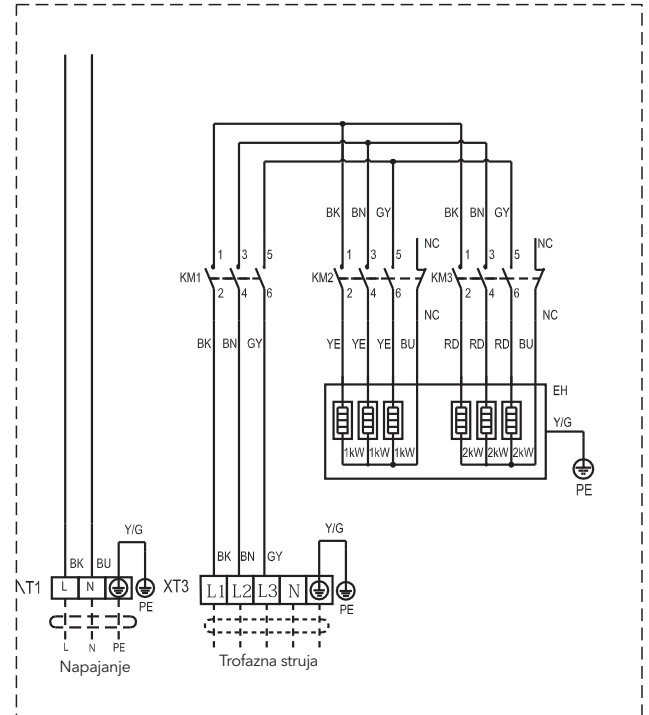 BK BN GY BK BN GY
1 3 5 1 3 5 NC 1 3 5 NC
KM1 KM2 KM3
2 4 6 2 4 6 2 4 6
NC NC
BK BN GY YE YE YE BU RD RD RD BU
EH
Y/G
1kW 1kW 1kW 2kW 2kW 2kW
PE
Y/G Y/G
BK BU BK BN GY
L N PE XT3 L1 L2 L3 N PE
L N PE
Napajanje Trofazna struja